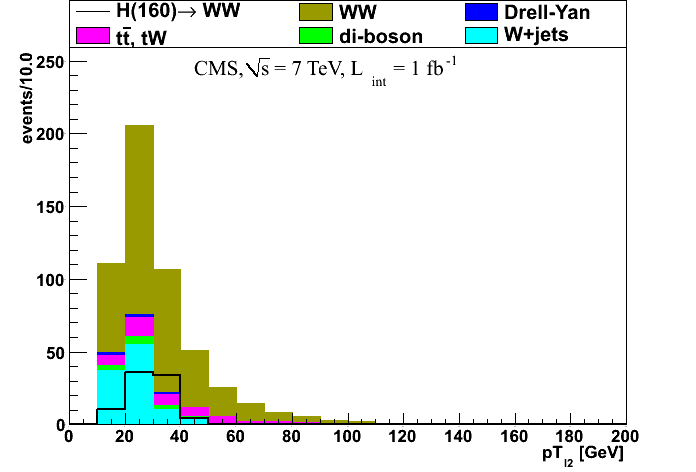 H(160)→ WW WW Drell-Yan
tt̅, tW di-boson W+jets
CMS, √s = 7 TeV, L int = 1 fb-1
events/10.0
250
200
150
100
50
0
0 20 40 60 80 100 120 140 160 180 200
pT l2 [GeV]